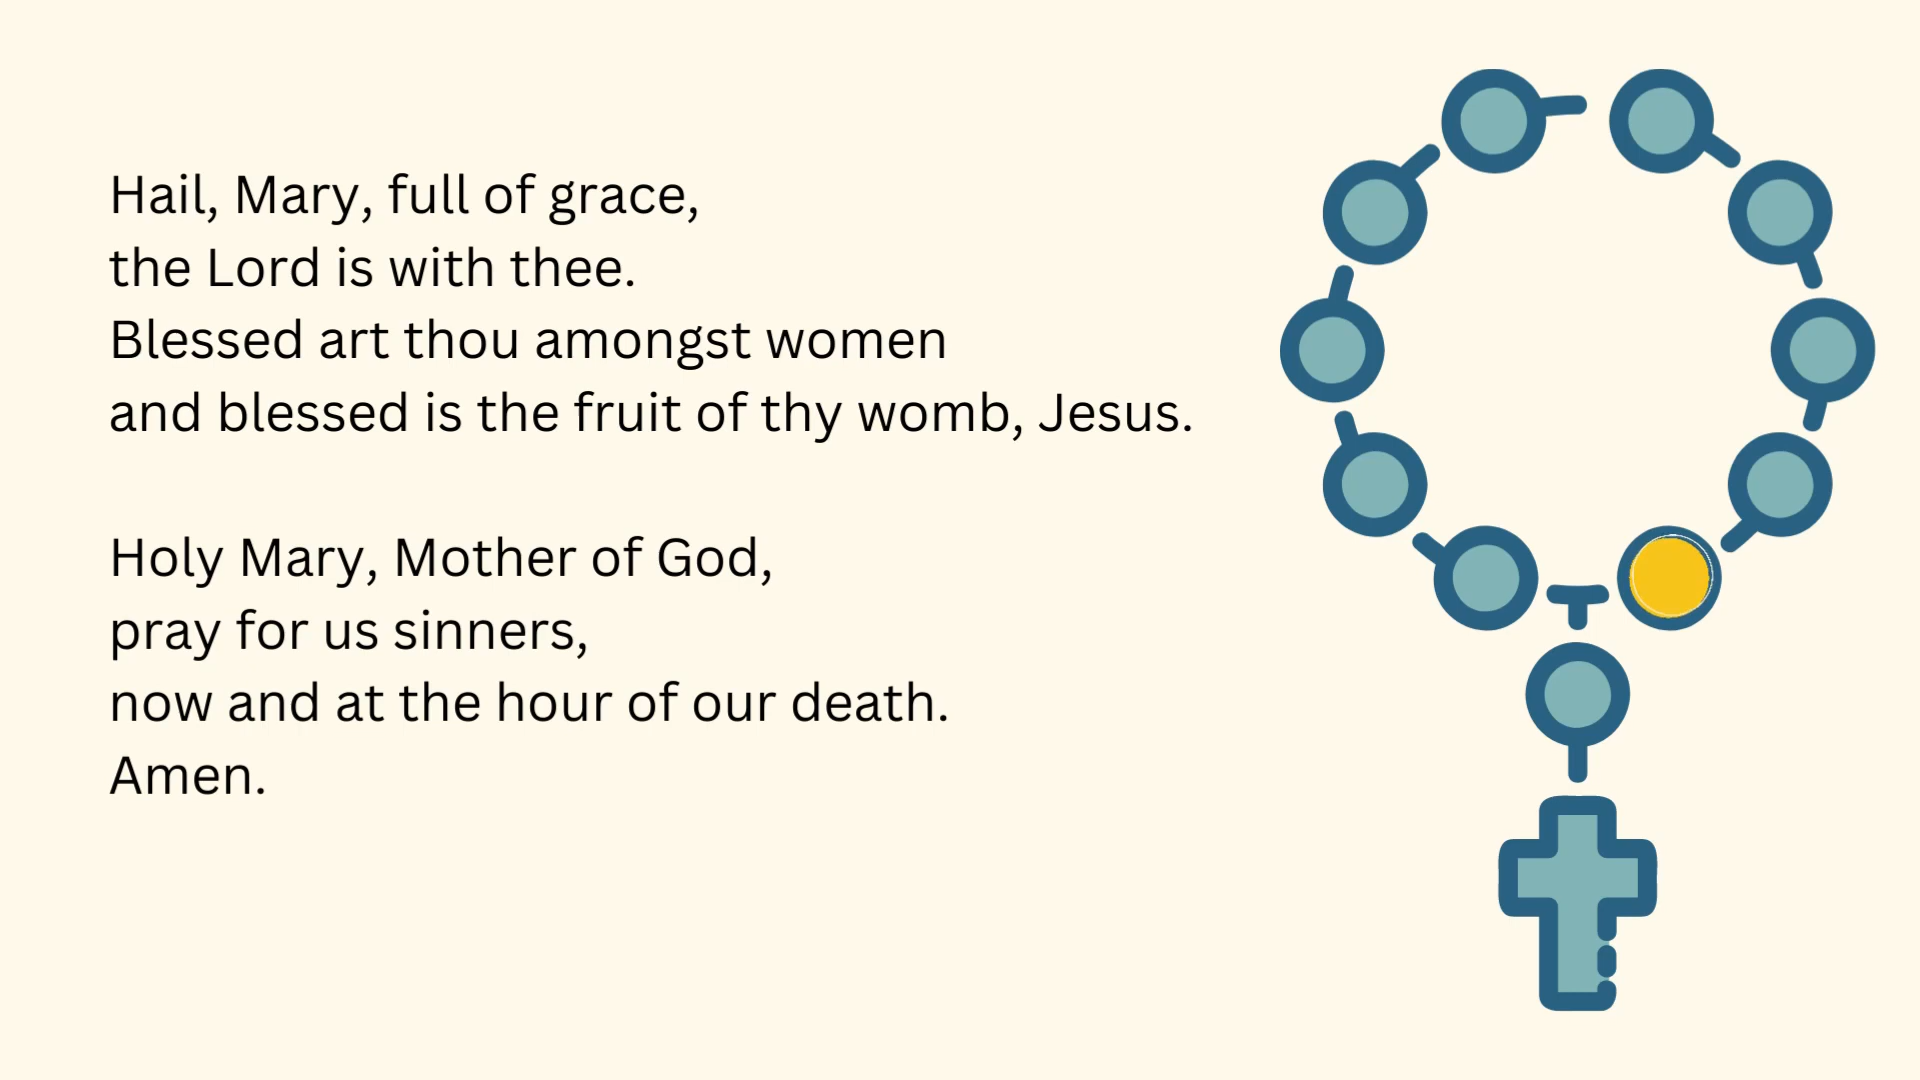 Hail, Mary, full of grace,
the Lord is with thee.
Blessed art thou amongst women
and blessed is the fruit of thy womb, Jesus.
Holy Mary, Mother of God,
pray for us sinners,
now and at the hour of our death.
Amen.